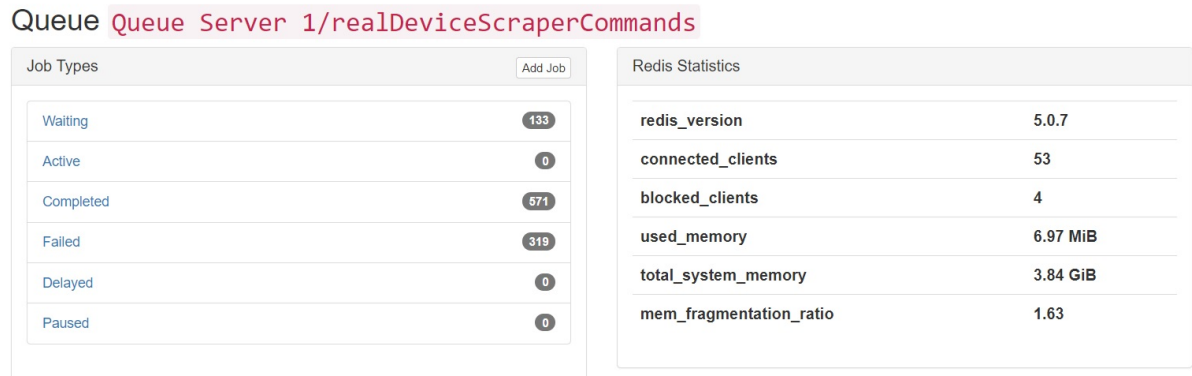 Queue Queue Server 1/realDeviceScraperCommands
Job Types
Add Job
Waiting 133
Active 0
Completed 571
Failed 319
Delayed 0
Paused 0
Redis Statistics
redis_version 5.0.7
connected_clients 53
blocked_clients 4
used_memory 6.97 MiB
total_system_memory 3.84 GiB
mem_fragmentation_ratio 1.63